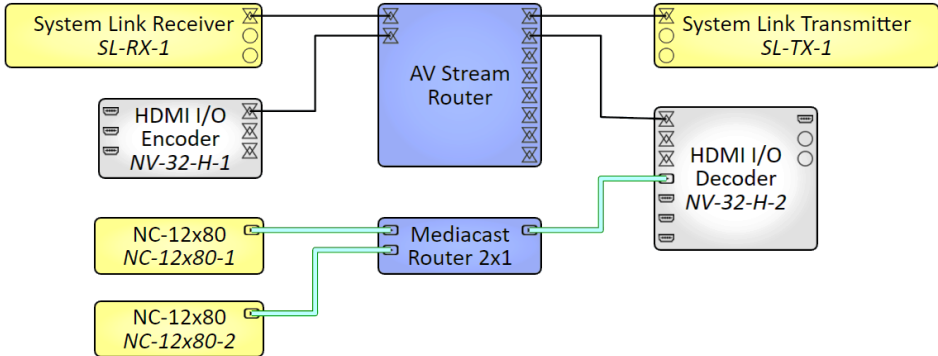 System Link Receiver
SL-RX-1
AV Stream
Router
System Link Transmitter
SL-TX-1
HDMI I/O
Encoder
NV-32-H-1
HDMI I/O
Decoder
NV-32-H-2
NC-12x80
NC-12x80-1
Mediacast
Router 2x1
NC-12x80
NC-12x80-2